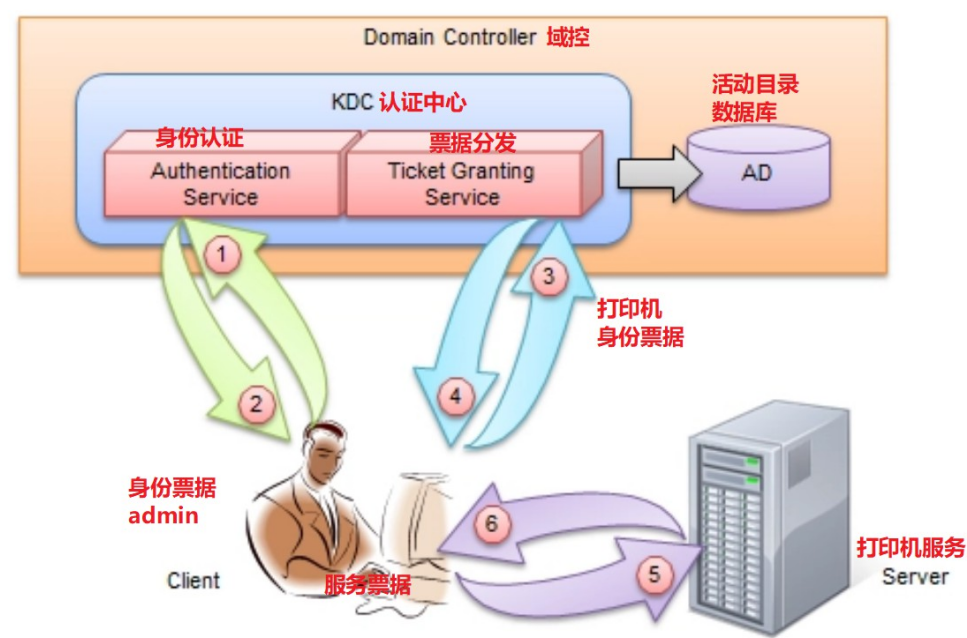 Domain Controller 域控
KDC 认证中心
活动目录
数据库
身份认证
票据分发
Authentication
Service
Ticket Granting
Service
AD
1
3
打印机
身份票据
2
4
身份票据
admin
6
打印机服务
Client
服务票据
5
Server